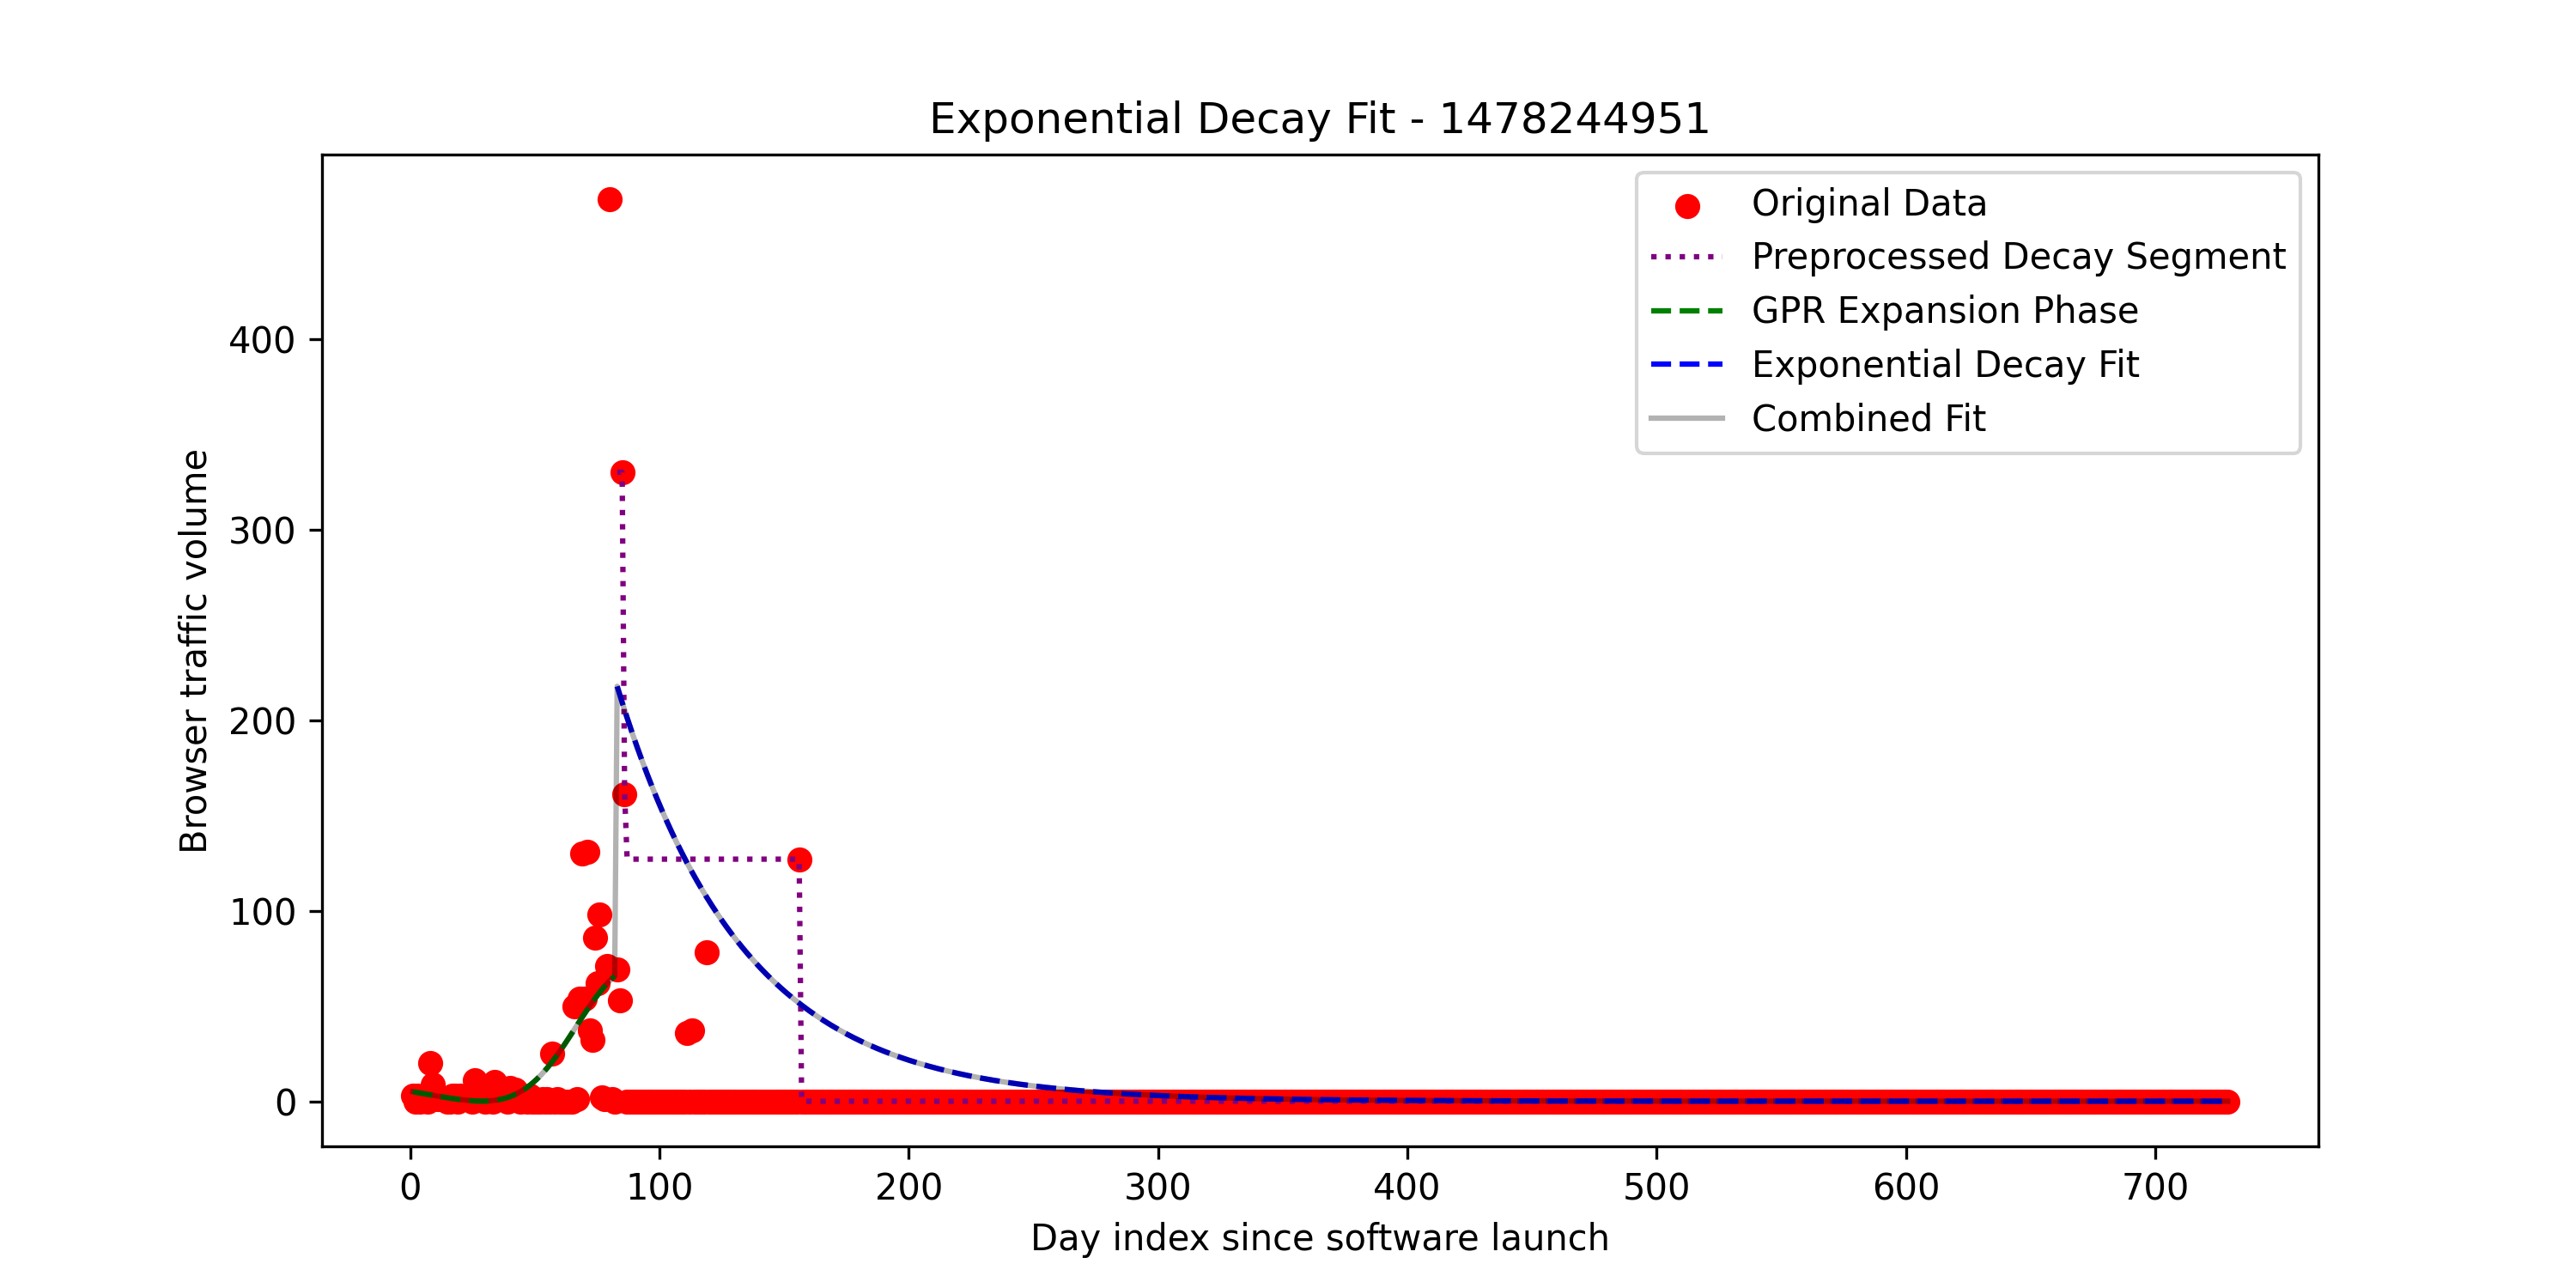 Exponential Decay Fit - 1478244951
Original Data
Preprocessed Decay Segment
GPR Expansion Phase
Exponential Decay Fit
Combined Fit
Browser traffic volume
400
300
200
100
0
0 100 200 300 400 500 600 700
Day index since software launch